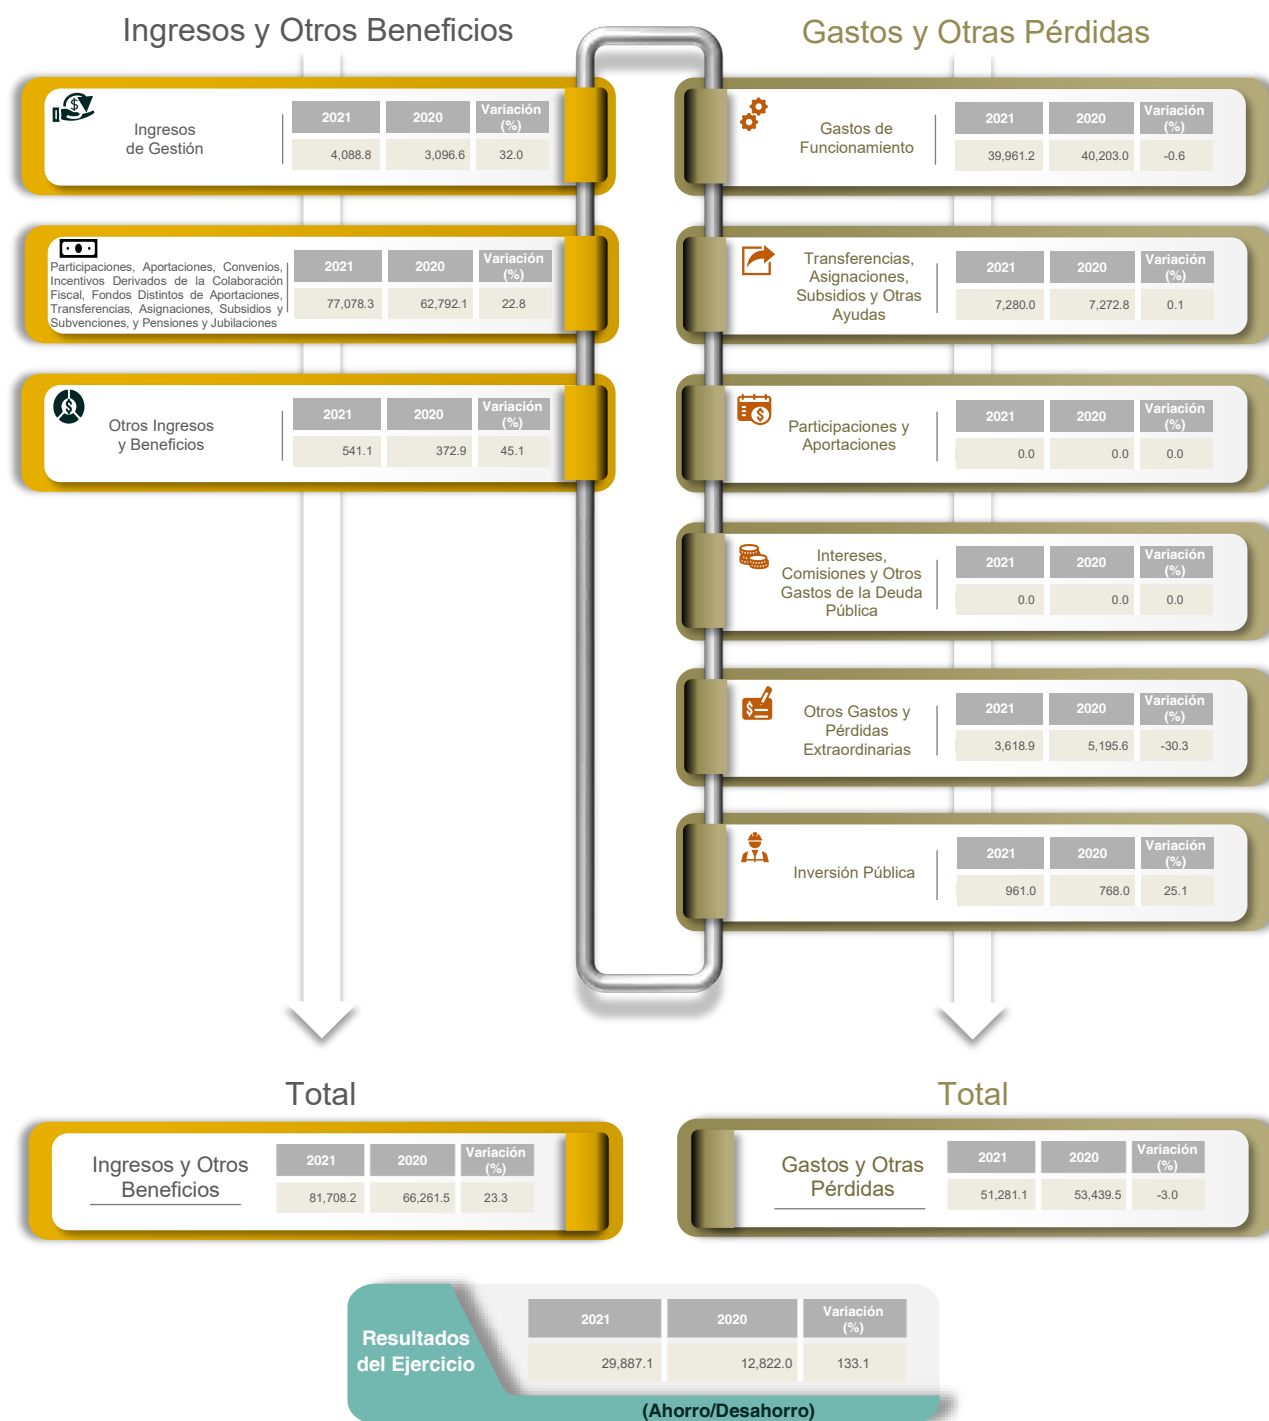 Ingresos y Otros Beneficios
Ingresos
de Gestión
2021 2020 Variación (%)
4,088.8 3,096.6 32.0
Participaciones, Aportaciones, Convenios,
Incentivos Derivados de la Colaboración
Fiscal, Fondos Distintos de Aportaciones,
Transferencias, Asignaciones, Subsidios y
Subvenciones, y Pensiones y Jubilaciones
2021 2020 Variación (%)
77,078.3 62,792.1 22.8
Otros Ingresos
y Beneficios
2021 2020 Variación (%)
541.1 372.9 45.1
Gastos y Otras Pérdidas
Gastos de
Funcionamiento
2021 2020 Variación (%)
39,961.2 40,203.0 -0.6
Transferencias,
Asignaciones,
Subsidios y Otras
Ayudas
2021 2020 Variación (%)
7,280.0 7,272.8 0.1
Participaciones y
Aportaciones
2021 2020 Variación (%)
0.0 0.0 0.0
Intereses,
Comisiones y Otros
Gastos de la Deuda
Pública
2021 2020 Variación (%)
0.0 0.0 0.0
Otros Gastos y
Pérdidas
Extraordinarias
2021 2020 Variación (%)
3,618.9 5,195.6 -30.3
Inversión Pública
2021 2020 Variación (%)
961.0 768.0 25.1
Total
Ingresos y Otros
Beneficios
2021 2020 Variación (%)
81,708.2 66,261.5 23.3
Total
Gastos y Otras
Pérdidas
2021 2020 Variación (%)
51,281.1 53,439.5 -3.0
Resultados
del Ejercicio
2021 2020 Variación (%)
29,887.1 12,822.0 133.1
(Ahorro/Desahorro)